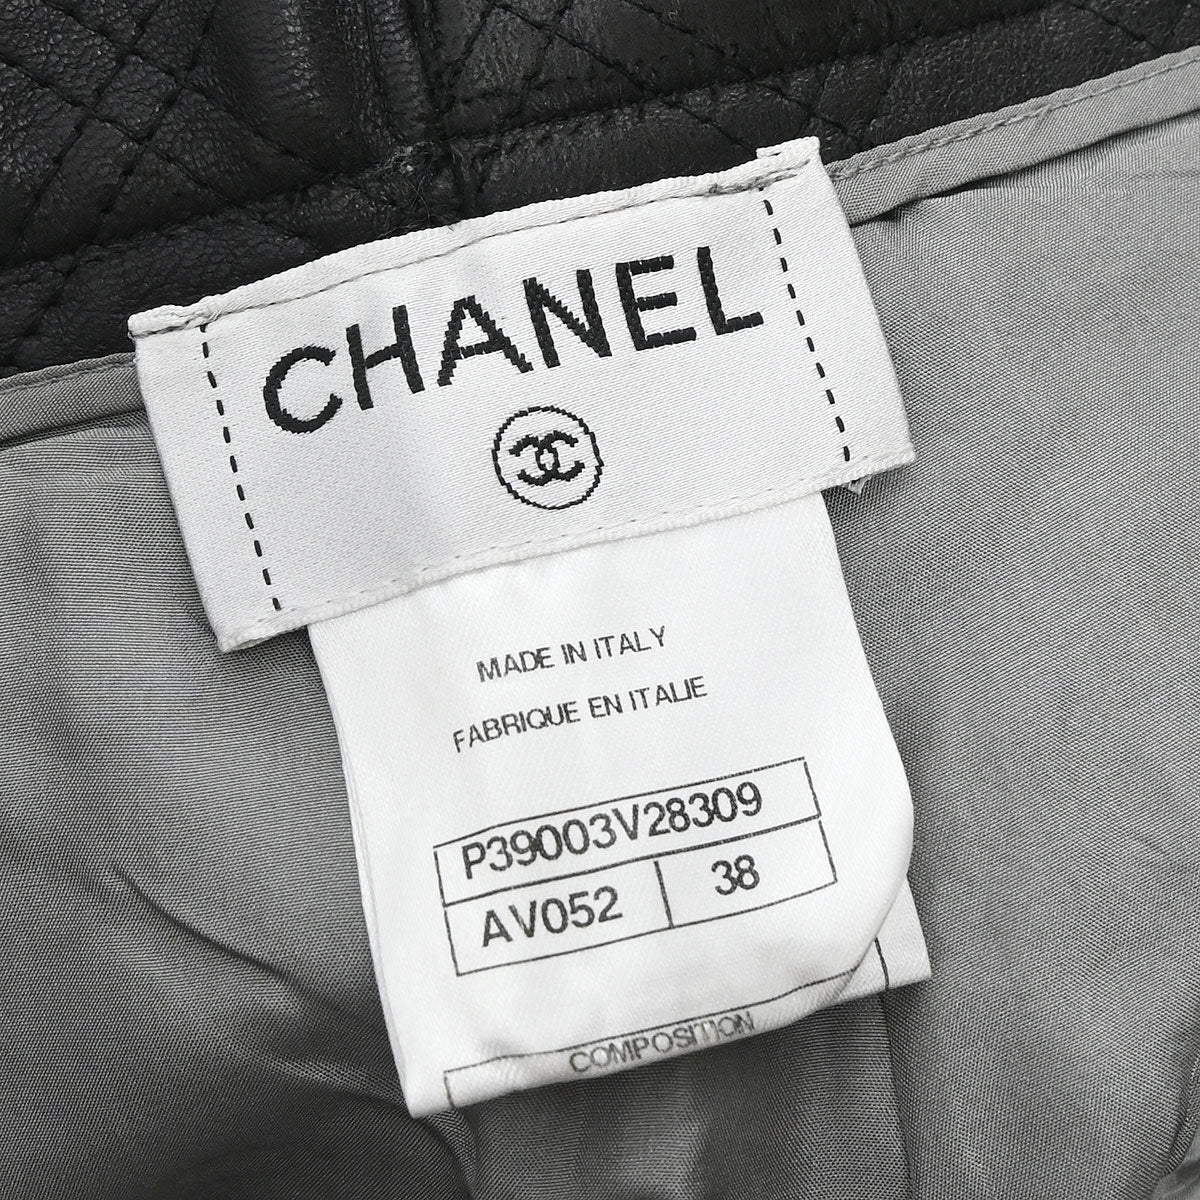 CHANEL
MADE IN ITALY
FABRIQUE EN ITALIE
P39003V28309
AV052 38
COMPOSITION